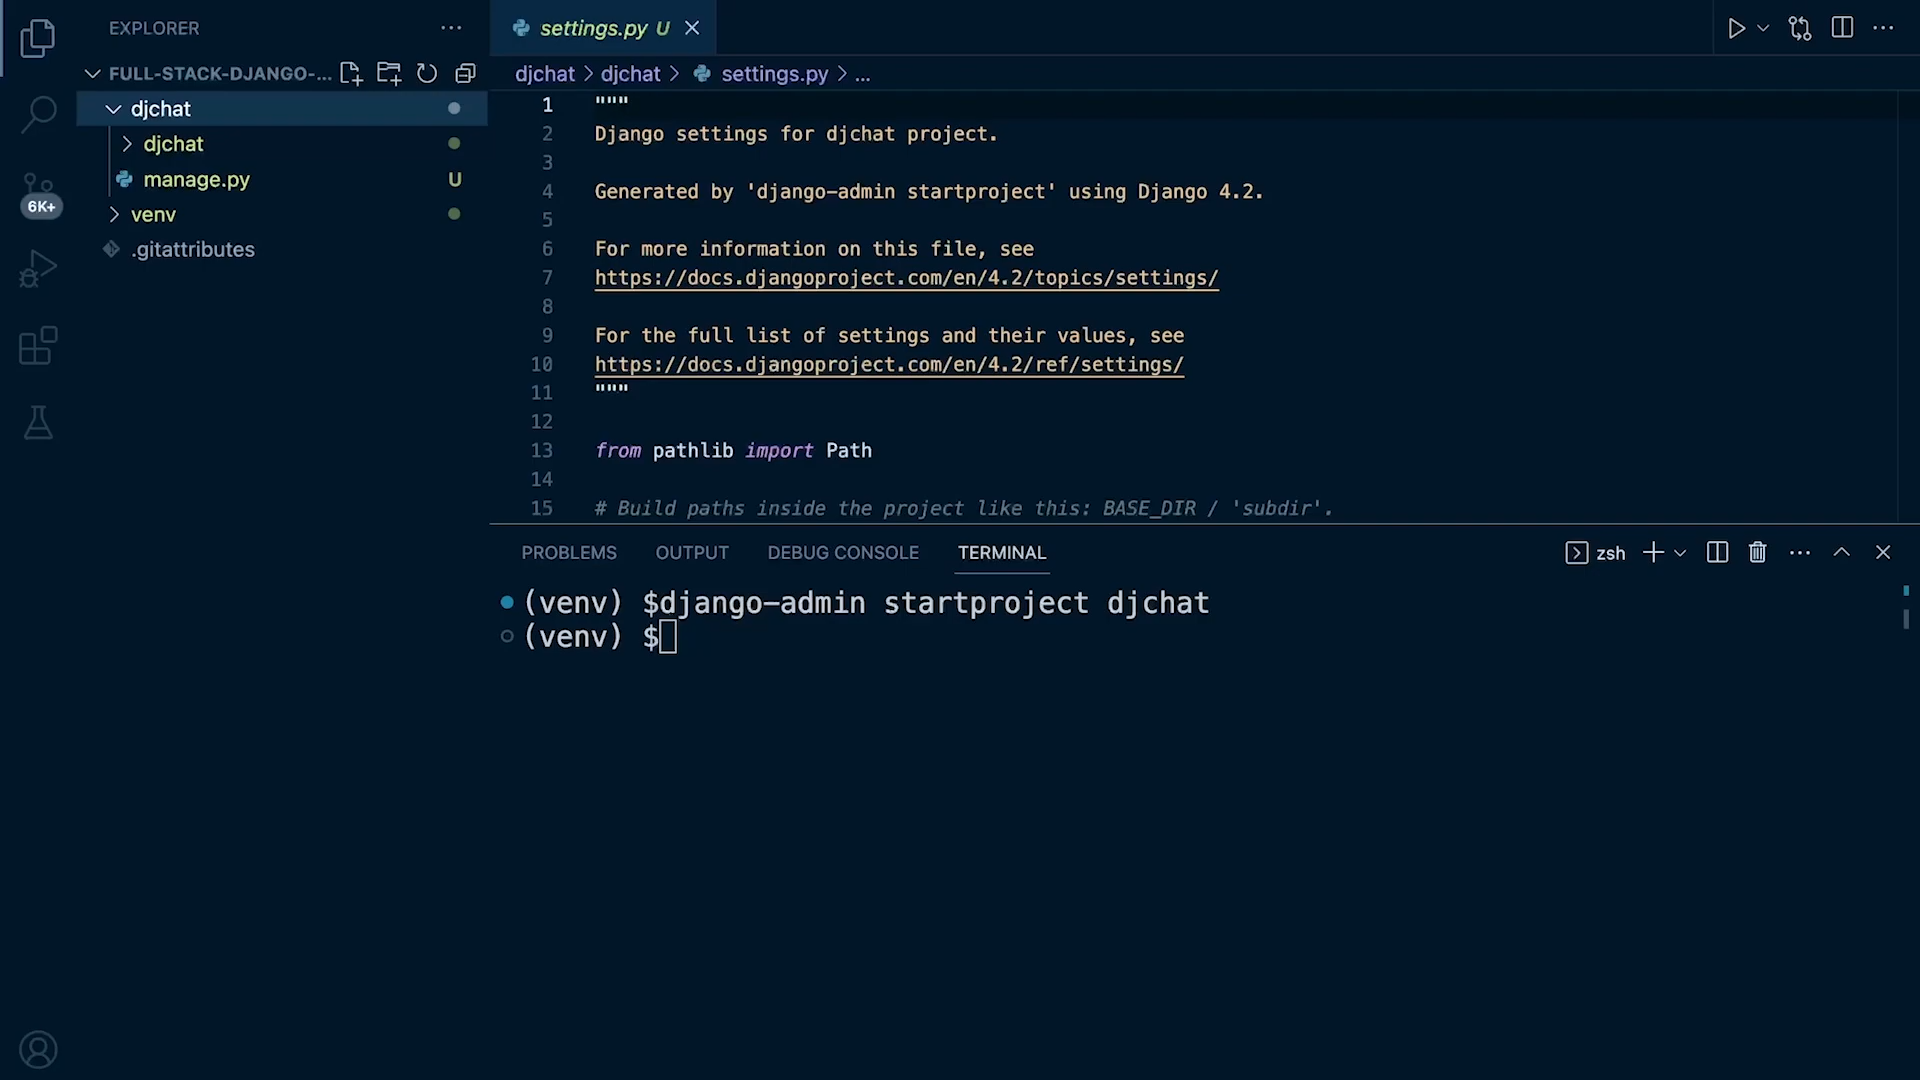 EXPLORER
FULL-STACK-DJANGO-...
djchat
djchat
manage.py U
venv
.gitattributes
6K+
settings.py U
djchat > djchat > settings.py > ...
1 """
2 Django settings for djchat project.
3
4 Generated by 'django-admin startproject' using Django 4.2.
5
6 For more information on this file, see
7 https://docs.djangoproject.com/en/4.2/topics/settings/
8
9 For the full list of settings and their values, see
10 https://docs.djangoproject.com/en/4.2/ref/settings/
11 """
12
13 from pathlib import Path
14
15 # Build paths inside the project like this: BASE_DIR / 'subdir'.
PROBLEMS OUTPUT DEBUG CONSOLE TERMINAL zsh
(venv) $django-admin startproject djchat
(venv) $